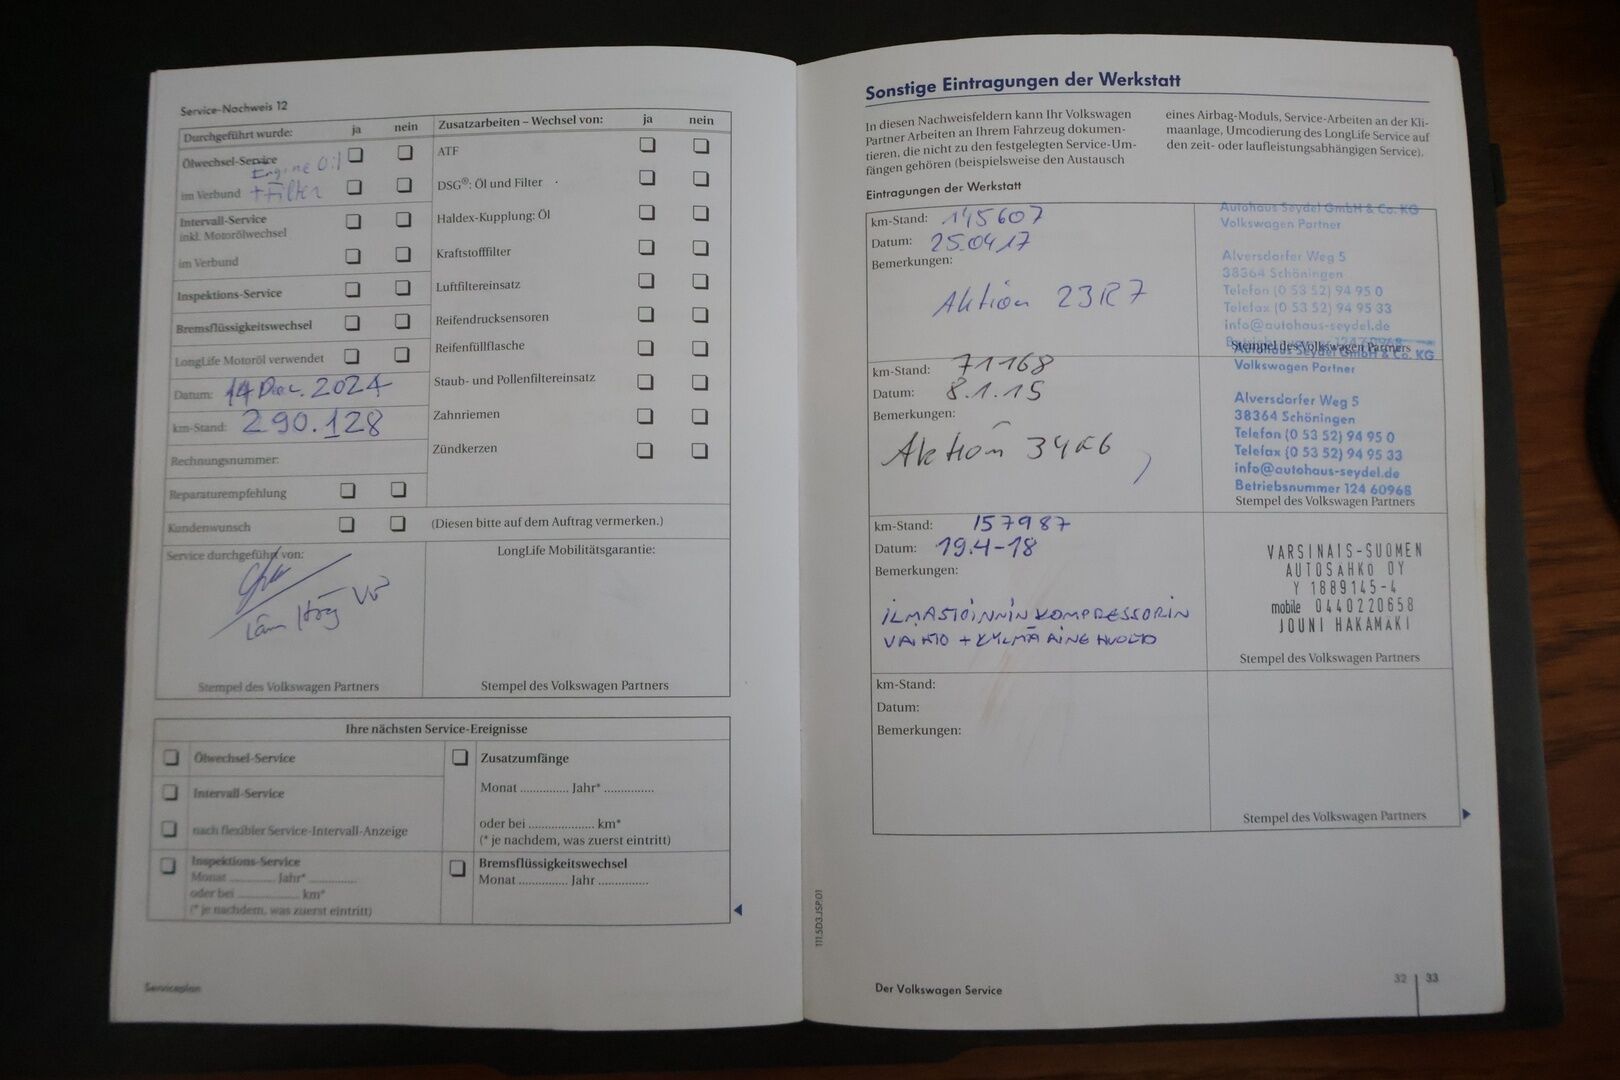 Service-Nachweis 12
Durchgeführt wurde: ja nein
Ölwechsel-Service
Engine Oil
im Verbund + Filter
Intervall-Service
inkl. Motorölwechsel
im Verbund
Inspektions-Service
Bremsflüssigkeitswechsel
LongLife Motoröl verwendet
Datum: 14 Dec. 2024
km-Stand: 290.128
Rechnungsnummer:
Reparaturempfehlung
Kundenwunsch
Zusatzarbeiten – Wechsel von: ja nein
ATF
DSG®: Öl und Filter
Haldex-Kupplung: Öl
Kraftstofffilter
Luftfiltereinsatz
Reifendrucksensoren
Reifenfüllflasche
Staub- und Pollenfiltereinsatz
Zahnriemen
Zündkerzen
(Diesen bitte auf dem Auftrag vermerken.)
Service durchgeführt von:
Stempel des Volkswagen Partners
LongLife Mobilitätsgarantie:
Stempel des Volkswagen Partners
Ihre nächsten Service-Ereignisse
Ölwechsel-Service
Intervall-Service
nach flexibler Service-Intervall-Anzeige
Inspektions-Service
Monat ............ Jahr* ............
oder bei ................ km*
(* je nachdem, was zuerst eintritt)
Zusatzumfänge
Monat ............. Jahr* .............
oder bei .................. km*
(* je nachdem, was zuerst eintritt)
Bremsflüssigkeitswechsel
Monat ............. Jahr .............
Serviceplan
Sonstige Eintragungen der Werkstatt
In diesen Nachweisfeldern kann Ihr Volkswagen
Partner Arbeiten an Ihrem Fahrzeug dokumen-
tieren, die nicht zu den festgelegten Service-Um-
fängen gehören (beispielsweise den Austausch
eines Airbag-Moduls, Service-Arbeiten an der Kli-
maanlage, Umcodierung des LongLife Service auf
den zeit- oder laufleistungsabhängigen Service).
Eintragungen der Werkstatt
km-Stand: 145607
Datum: 25.04.17
Bemerkungen:
Aktion 23R7
Autohaus Seydel GmbH & Co. KG
Volkswagen Partner
Alversdorfer Weg 5
38364 Schöningen
Telefon (0 53 52) 94 95 0
Telefax (0 53 52) 94 95 33
info@autohaus-seydel.de
Betriebsnummer 124 60968
Stempel des Volkswagen Partners
km-Stand: 71168
Datum: 8.1.15
Bemerkungen:
Aktion 34G6
Autohaus Seydel GmbH & Co. KG
Volkswagen Partner
Alversdorfer Weg 5
38364 Schöningen
Telefon (0 53 52) 94 95 0
Telefax (0 53 52) 94 95 33
info@autohaus-seydel.de
Betriebsnummer 124 60968
Stempel des Volkswagen Partners
km-Stand: 157987
Datum: 19.4-18
Bemerkungen:
İLMASTOİNNİN KOMPRESSORİN
VAIHTO + KYLMÄAINE HUOLTO
VARSINAIS-SUOMEN
AUTOSÄHKÖ OY
Y 1889145-4
mobile 0440220658
JOUNI HAKAMÄKI
Stempel des Volkswagen Partners
km-Stand:
Datum:
Bemerkungen:
Stempel des Volkswagen Partners
111.5D3.JSP.01
Der Volkswagen Service
32 33